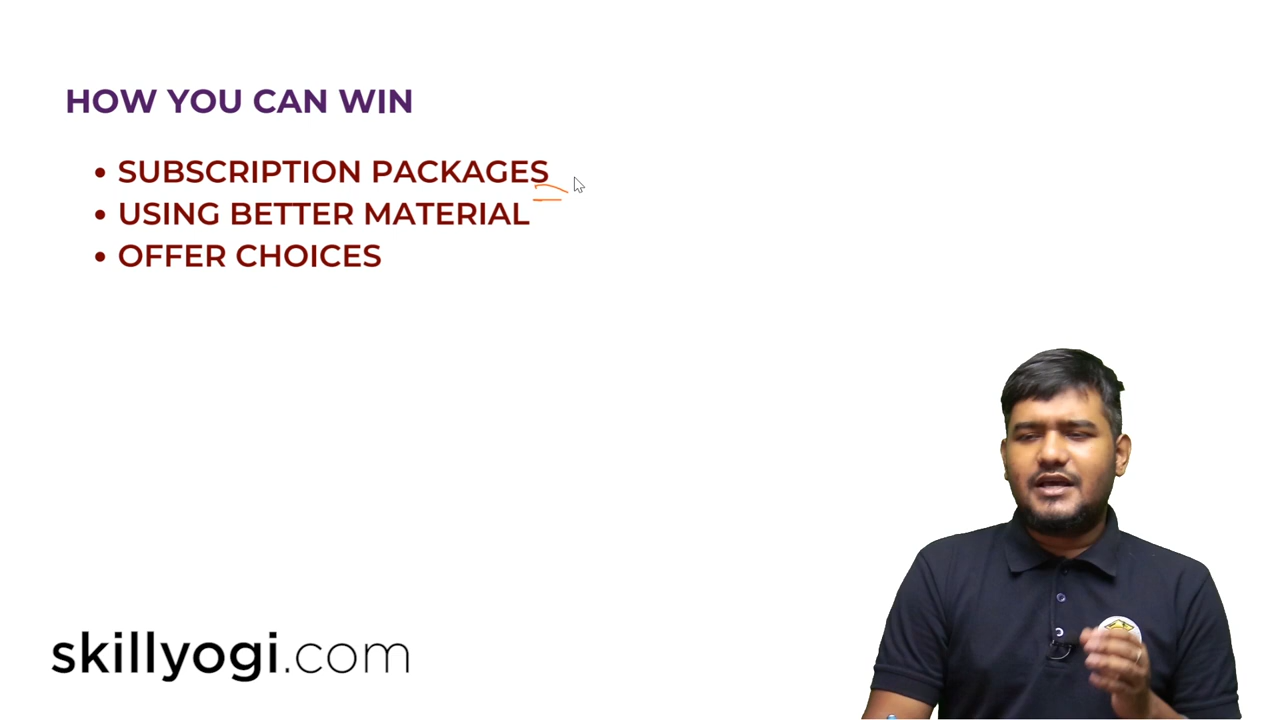 HOW YOU CAN WIN
• SUBSCRIPTION PACKAGES
• USING BETTER MATERIAL
• OFFER CHOICES
skillyogi.com